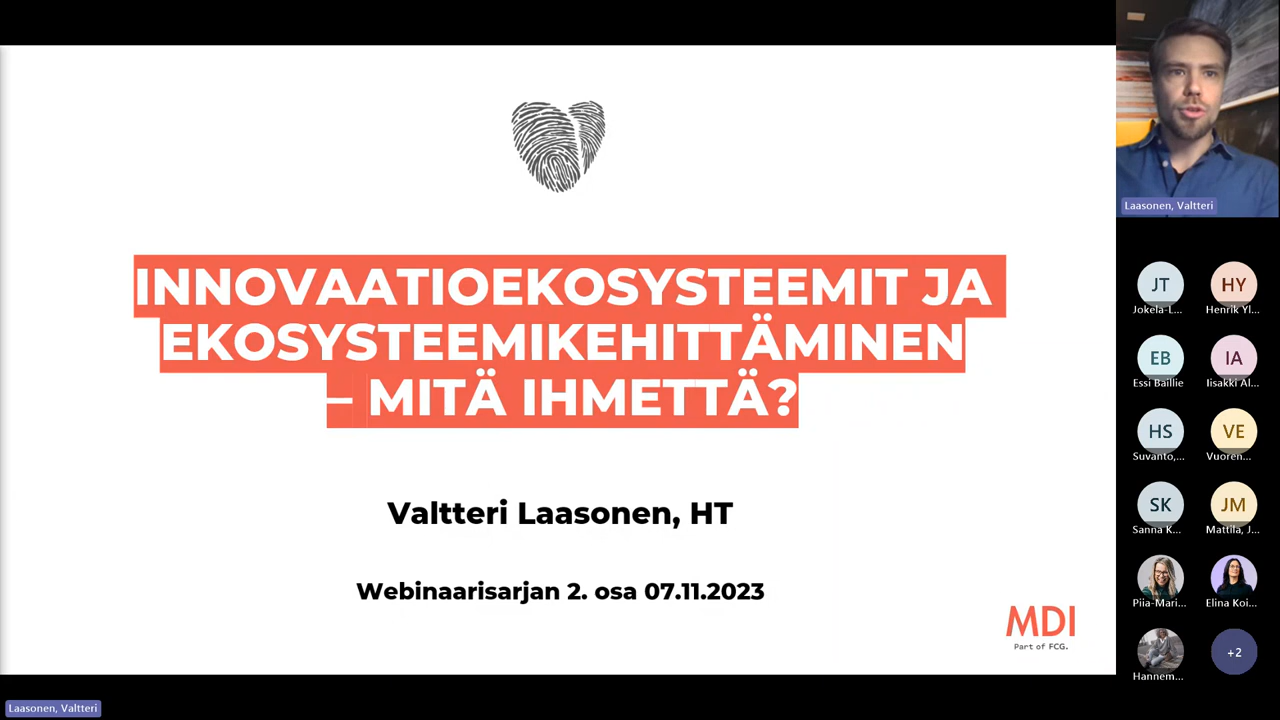 INNOVAATIOEKOSYSTEEMIT JA
EKOSYSTEEMIKEHITTÄMINEN
– MITÄ IHMETTÄ?
Valtteri Laasonen, HT
Webinaarisarjan 2. osa 07.11.2023
MDI
Part of FCG.
Laasonen, Valtteri
Laasonen, Valtteri
JT
HY
Jokela-L...
Henrik Yl...
EB
IA
Essi Baillie
Iisakki Al...
HS
VE
Suvanto,...
Vuoren...
SK
JM
Sanna K...
Mattila, J...
Piia-Mari...
Elina Koi...
Hannem...
+2